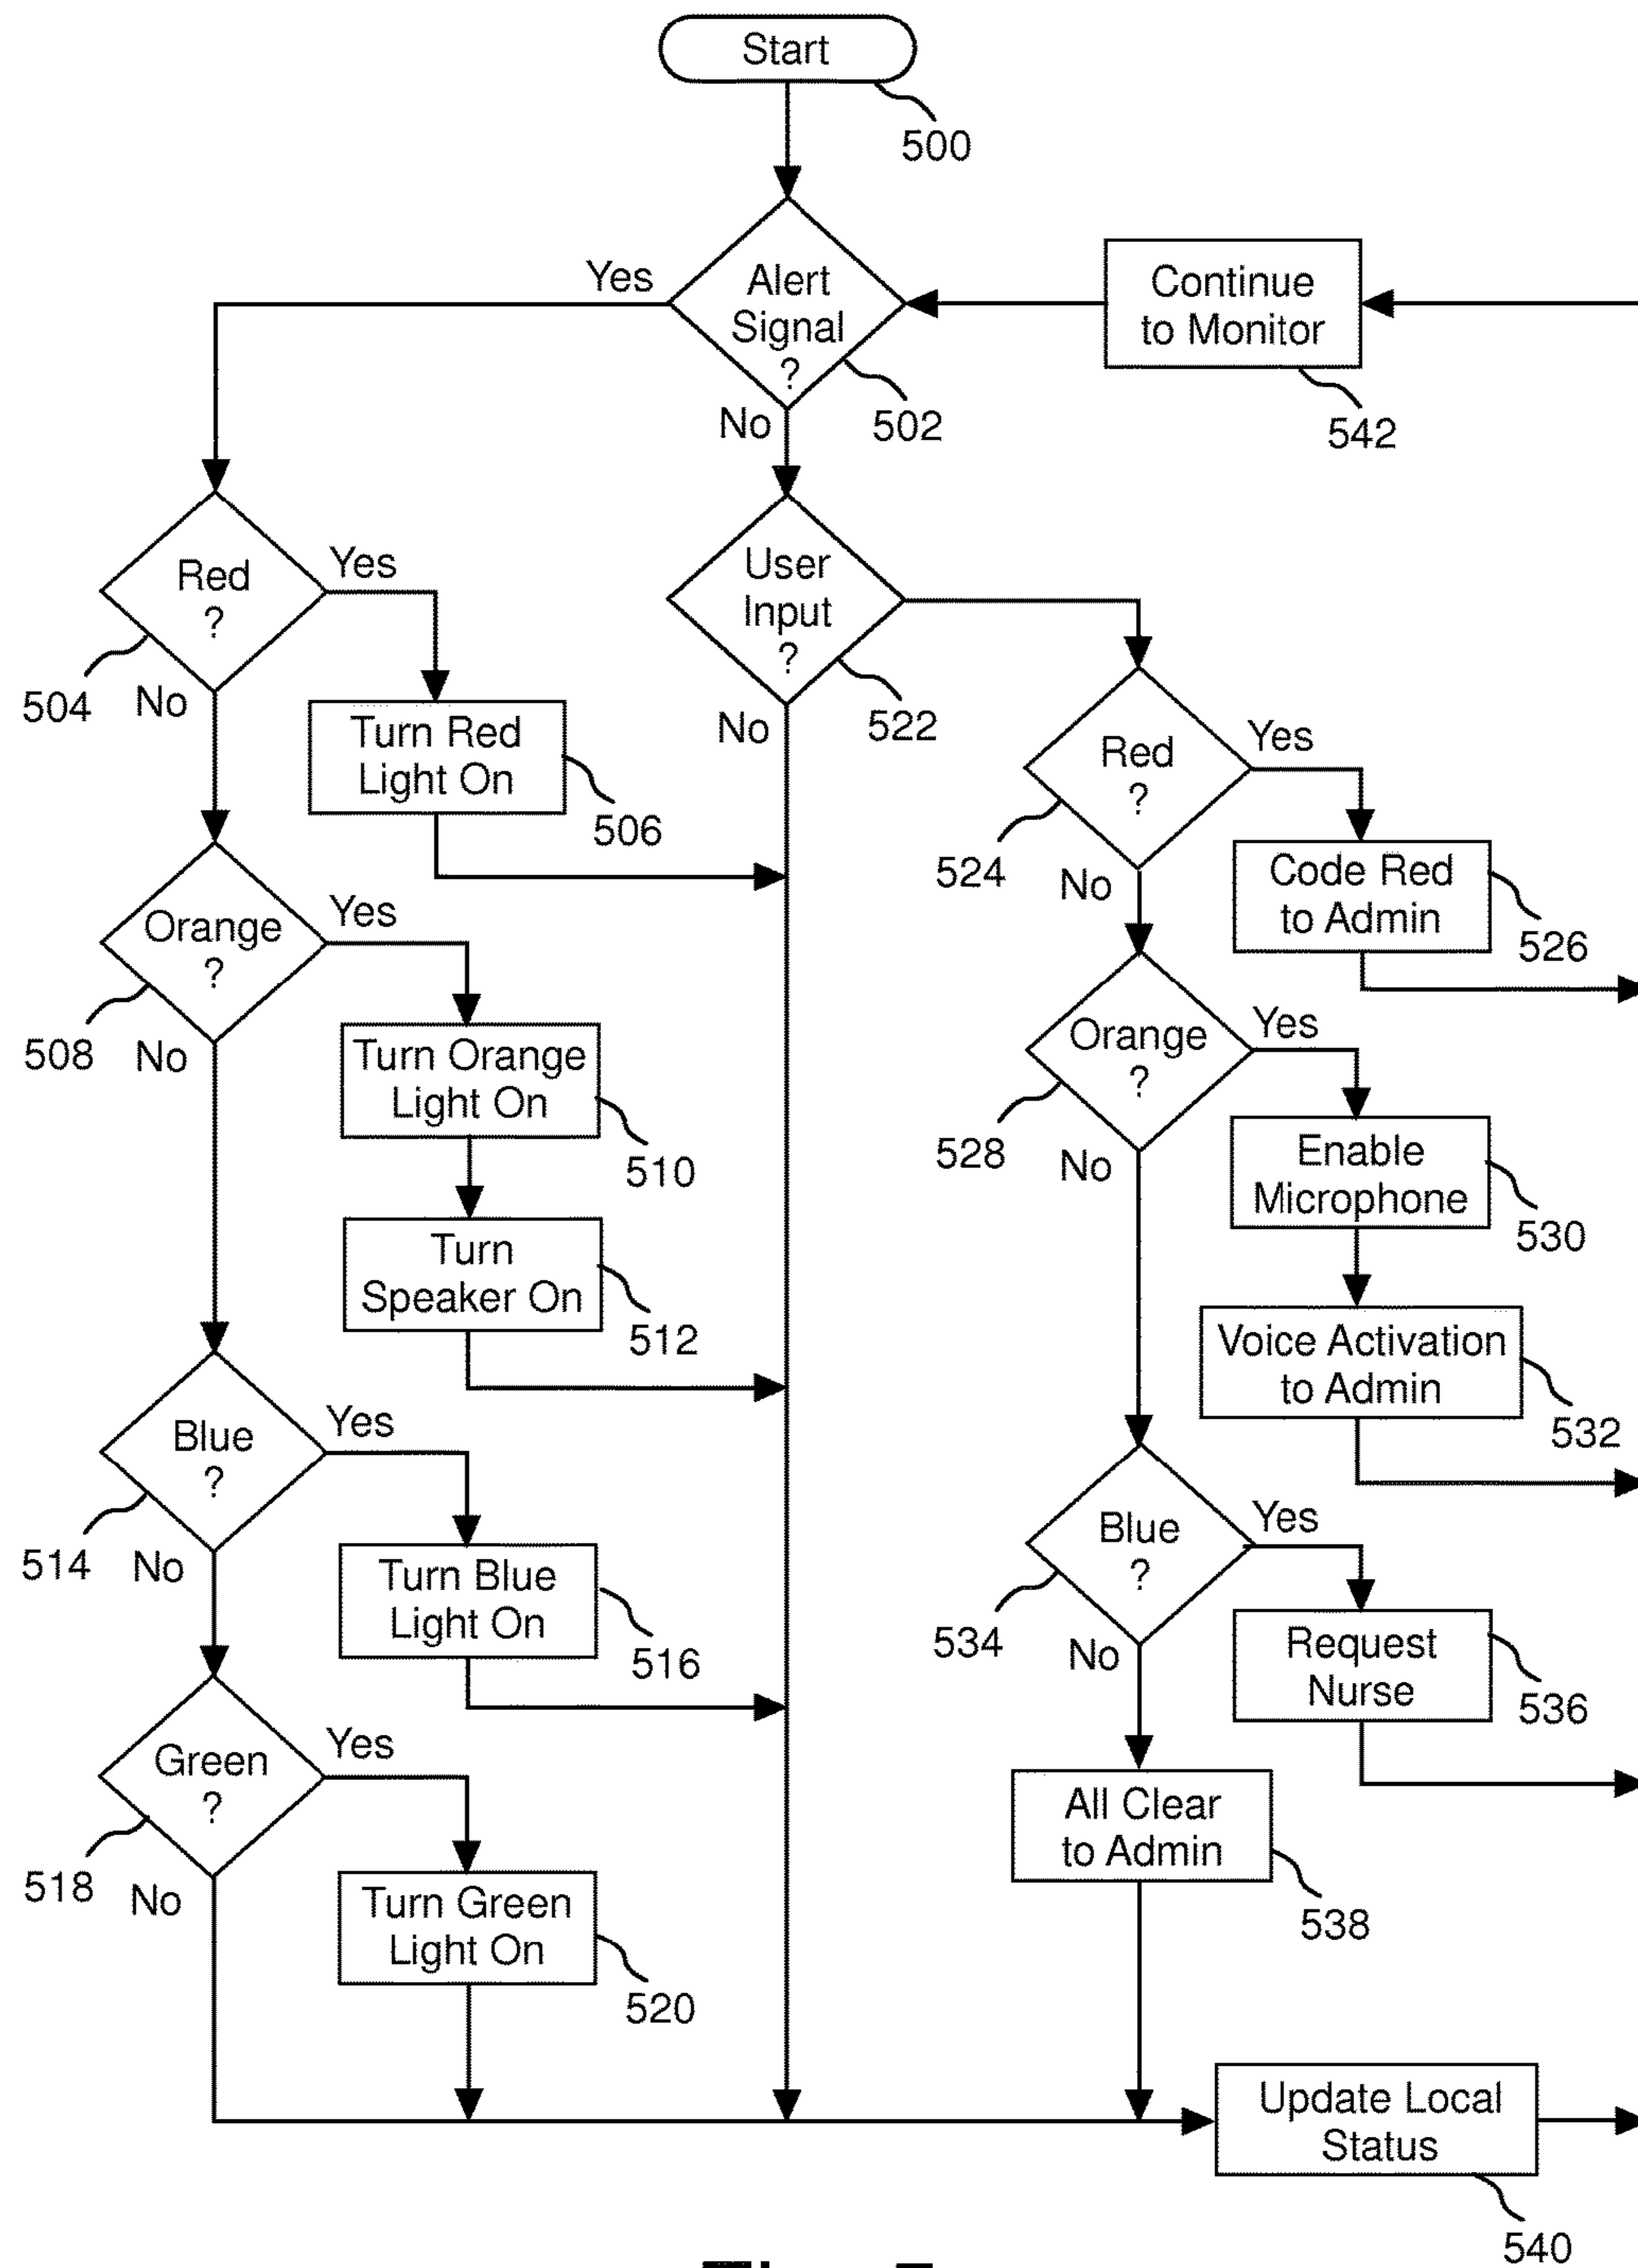 Start
500
Alert
Signal
?
Yes
No
502
Continue
to Monitor
542
Red
?
Yes
No
504
Turn Red
Light On
506
User
Input
?
No
522
Red
?
Yes
No
524
Code Red
to Admin
526
Orange
?
Yes
No
508
Turn Orange
Light On
510
Turn
Speaker On
512
Orange
?
Yes
No
528
Enable
Microphone
530
Voice Activation
to Admin
532
Blue
?
Yes
No
514
Turn Blue
Light On
516
Blue
?
Yes
No
534
Request
Nurse
536
Green
?
Yes
No
518
Turn Green
Light On
520
All Clear
to Admin
538
Update Local
Status
540